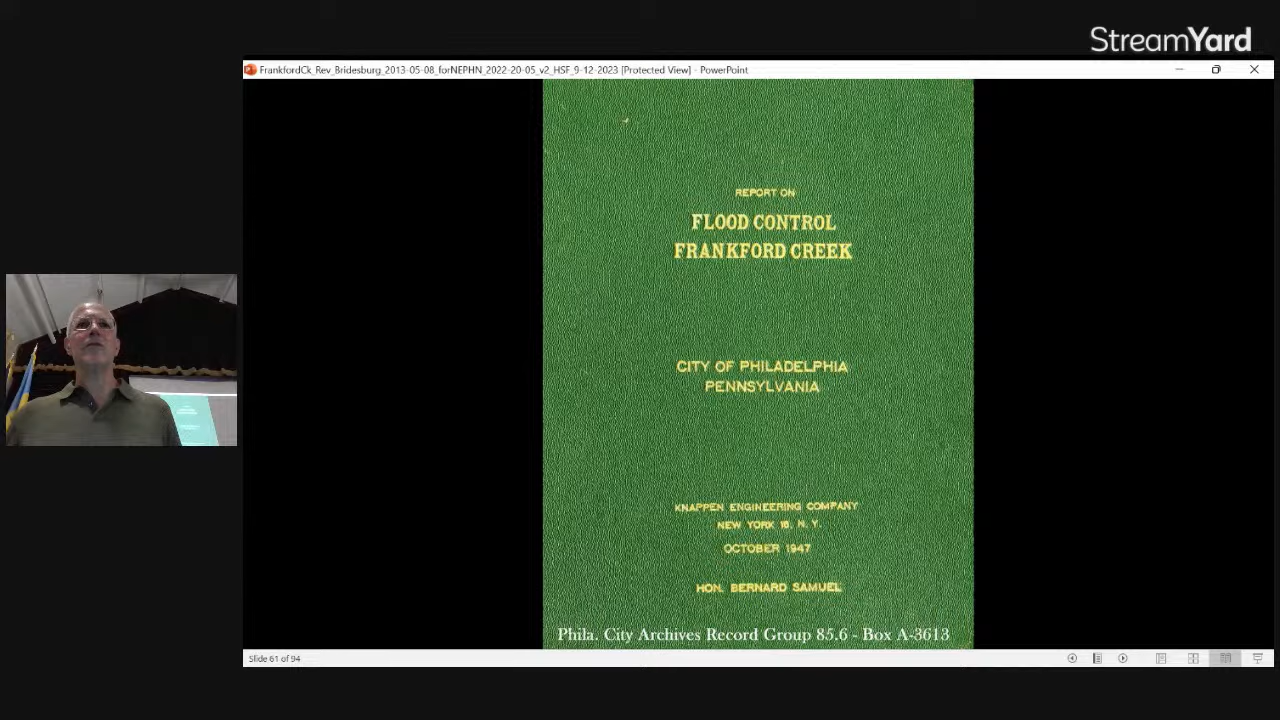 StreamYard
FrankfordCk_Rev_Bridesburg_2013-05-08_forNEPHN_2022-20-05_v2_HSF_9-12-2023 [Protected View] - PowerPoint
REPORT ON
FLOOD CONTROL
FRANKFORD CREEK
CITY OF PHILADELPHIA
PENNSYLVANIA
KNAPPEN ENGINEERING COMPANY
NEW YORK 16, N.Y.
OCTOBER 1947
HON. BERNARD SAMUEL
Phila. City Archives Record Group 85.6 - Box A-3613
Slide 61 of 94